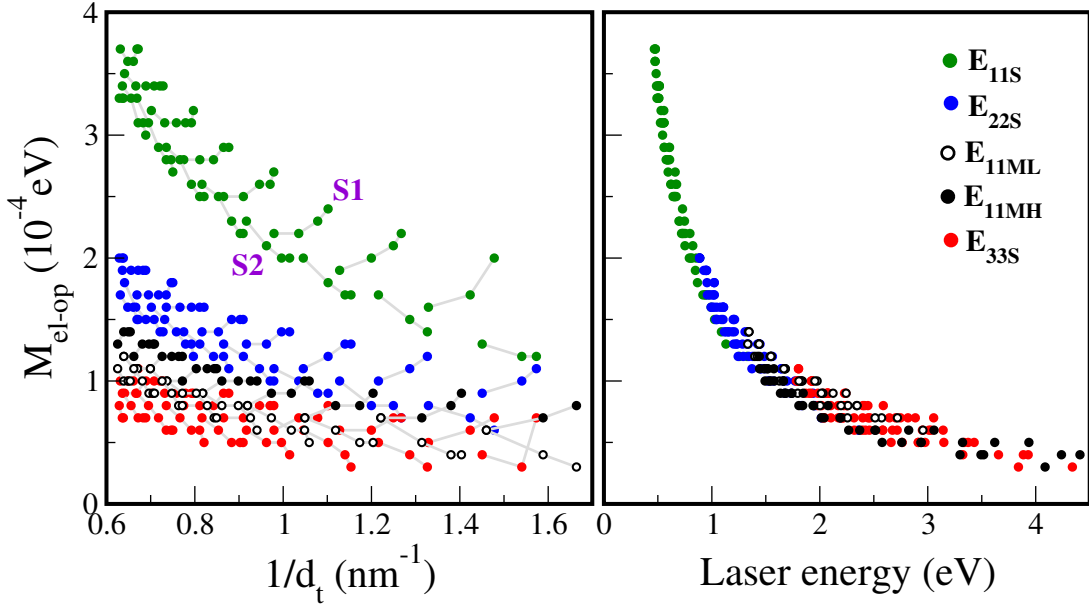 4
3
2
1
0
M_el-op (10^-4 eV)
S1
S2
0.6 0.8 1 1.2 1.4 1.6
1/d_t (nm^-1)
E_11S
E_22S
E_11ML
E_11MH
E_33S
0 1 2 3 4
Laser energy (eV)